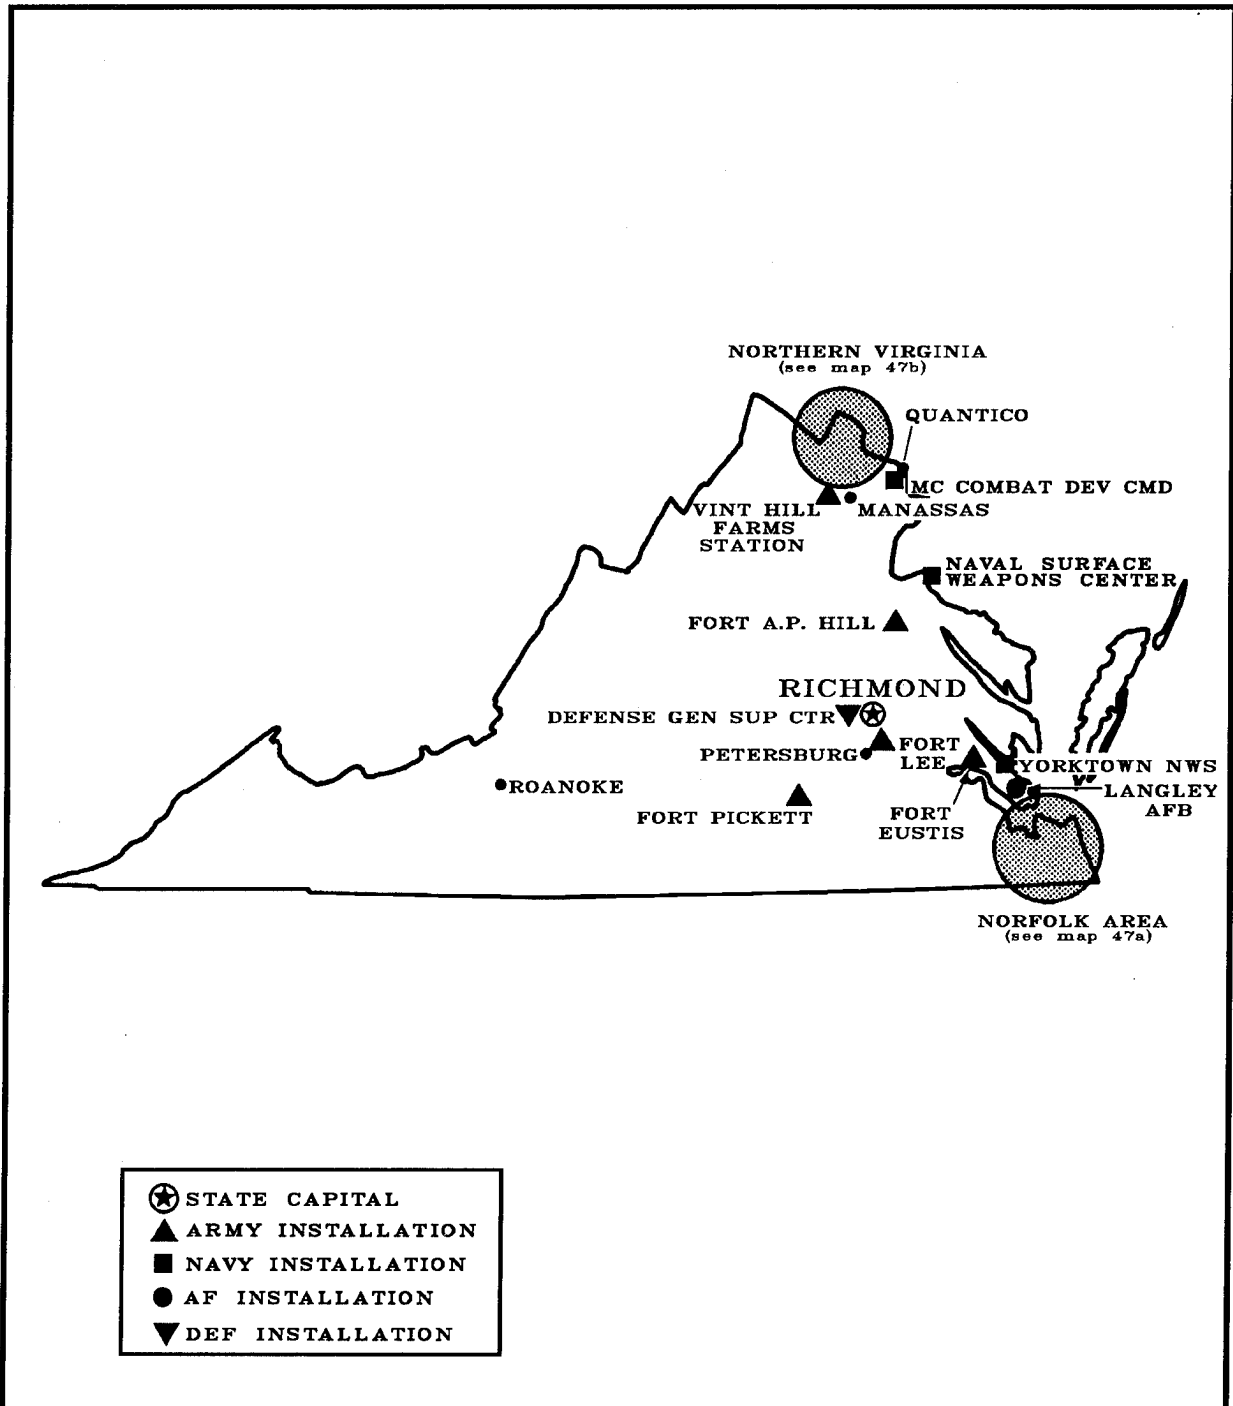 NORTHERN VIRGINIA
(see map 47b)
QUANTICO
MC COMBAT DEV CMD
VINT HILL
FARMS
STATION
MANASSAS
NAVAL SURFACE
WEAPONS CENTER
FORT A.P. HILL
RICHMOND
DEFENSE GEN SUP CTR
PETERSBURG
FORT
LEE
YORKTOWN NWS
ROANOKE
LANGLEY
AFB
FORT PICKETT
FORT
EUSTIS
NORFOLK AREA
(see map 47a)
STATE CAPITAL
ARMY INSTALLATION
NAVY INSTALLATION
AF INSTALLATION
DEF INSTALLATION